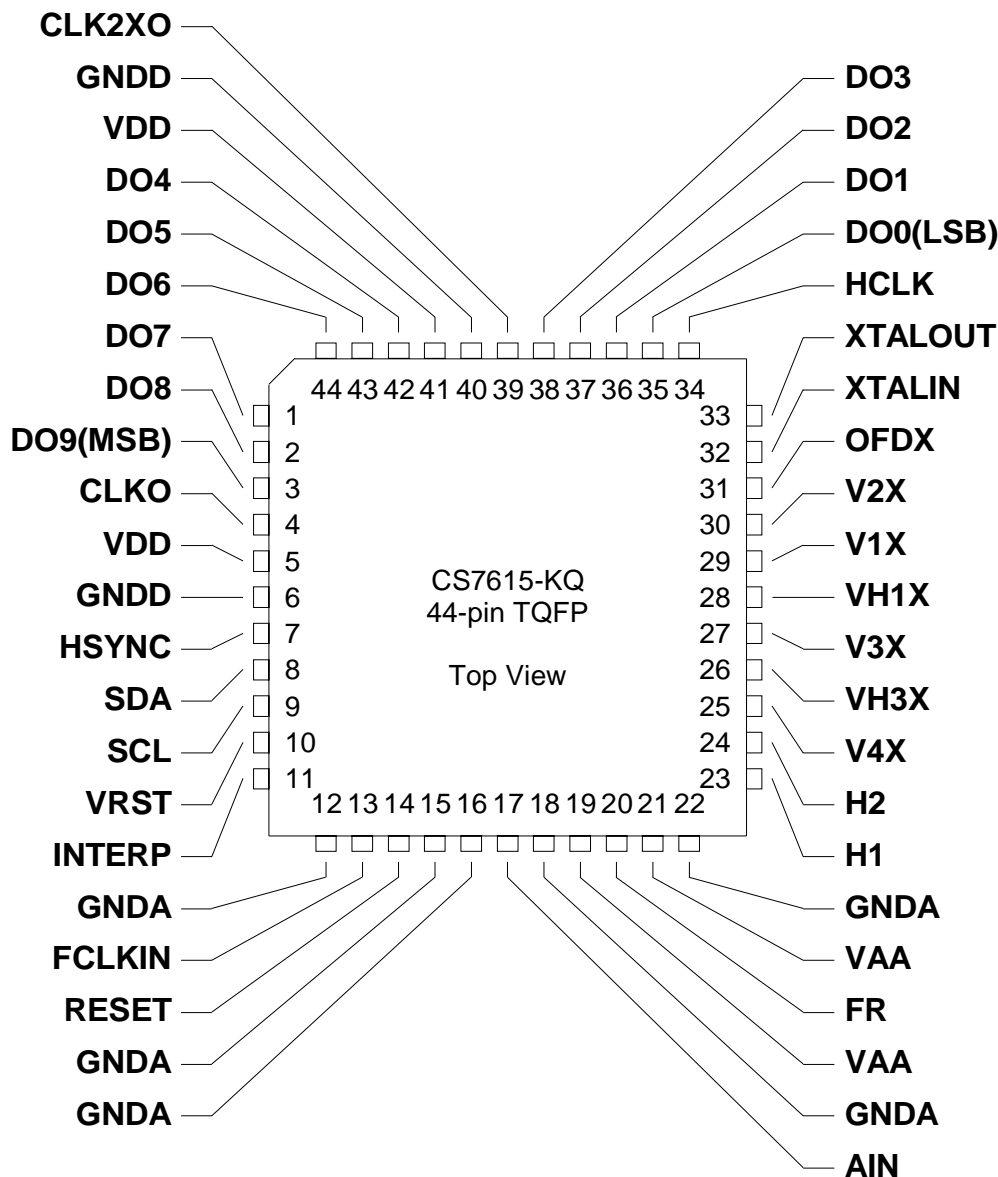 CLK2XO
GNDD
VDD
DO4
DO5
DO6
DO7
DO8
DO9(MSB)
CLKO
VDD
GNDD
HSYNC
SDA
SCL
VRST
INTERP
GNDA
FCLKIN
RESET
GNDA
GNDA
DO3
DO2
DO1
DO0(LSB)
HCLK
XTALOUT
XTALIN
OFDX
V2X
V1X
VH1X
V3X
VH3X
V4X
H2
H1
GNDA
VAA
FR
VAA
GNDA
AIN
44 43 42 41 40 39 38 37 36 35 34
1
2
3
4
5
6
7
8
9
10
11
33
32
31
30
29
28
27
26
25
24
23
12 13 14 15 16 17 18 19 20 21 22
CS7615-KQ
44-pin TQFP
Top View